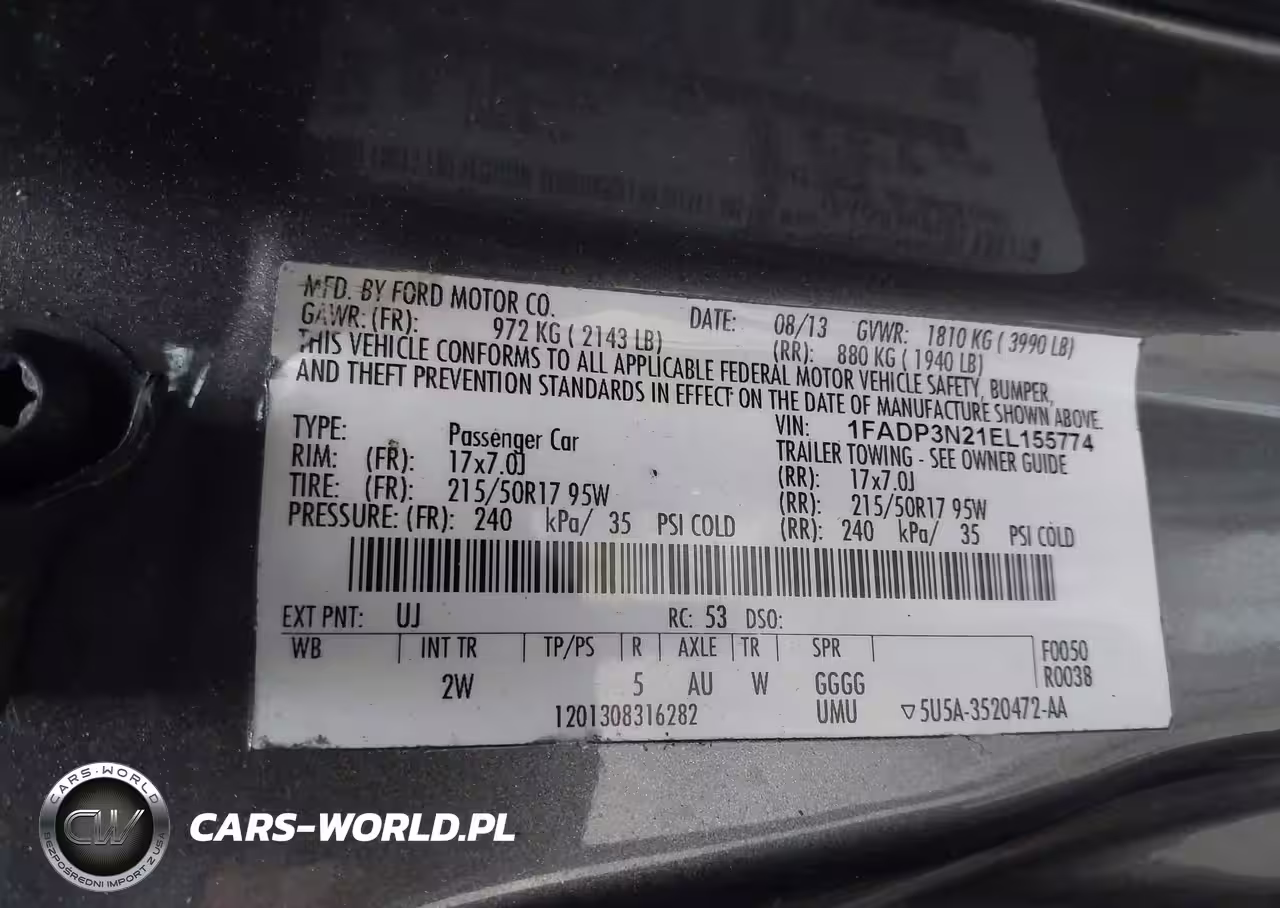 MFD. BY FORD MOTOR CO. DATE: 08/13 GVWR: 1810 KG ( 3990 LB)
GAWR: (FR): 972 KG ( 2143 LB) (RR): 880 KG ( 1940 LB)
THIS VEHICLE CONFORMS TO ALL APPLICABLE FEDERAL MOTOR VEHICLE SAFETY, BUMPER,
AND THEFT PREVENTION STANDARDS IN EFFECT ON THE DATE OF MANUFACTURE SHOWN ABOVE.
VIN: 1FADP3N21EL155774
TYPE: Passenger Car TRAILER TOWING - SEE OWNER GUIDE
RIM: (FR): 17x7.0J (RR): 17x7.0J
TIRE: (FR): 215/50R17 95W (RR): 215/50R17 95W
PRESSURE: (FR): 240 kPa/ 35 PSI COLD (RR): 240 kPa/ 35 PSI COLD
EXT PNT: UJ RC: 53 DSO:
WB INT TR TP/PS R AXLE TR SPR F0050
2W 5 AU W GGGG R0038
1201308316282 UMU ▽5U5A-3520472-AA
CARS-WORLD
CW
BEZPOŚREDNI IMPORT Z USA
CARS-WORLD.PL